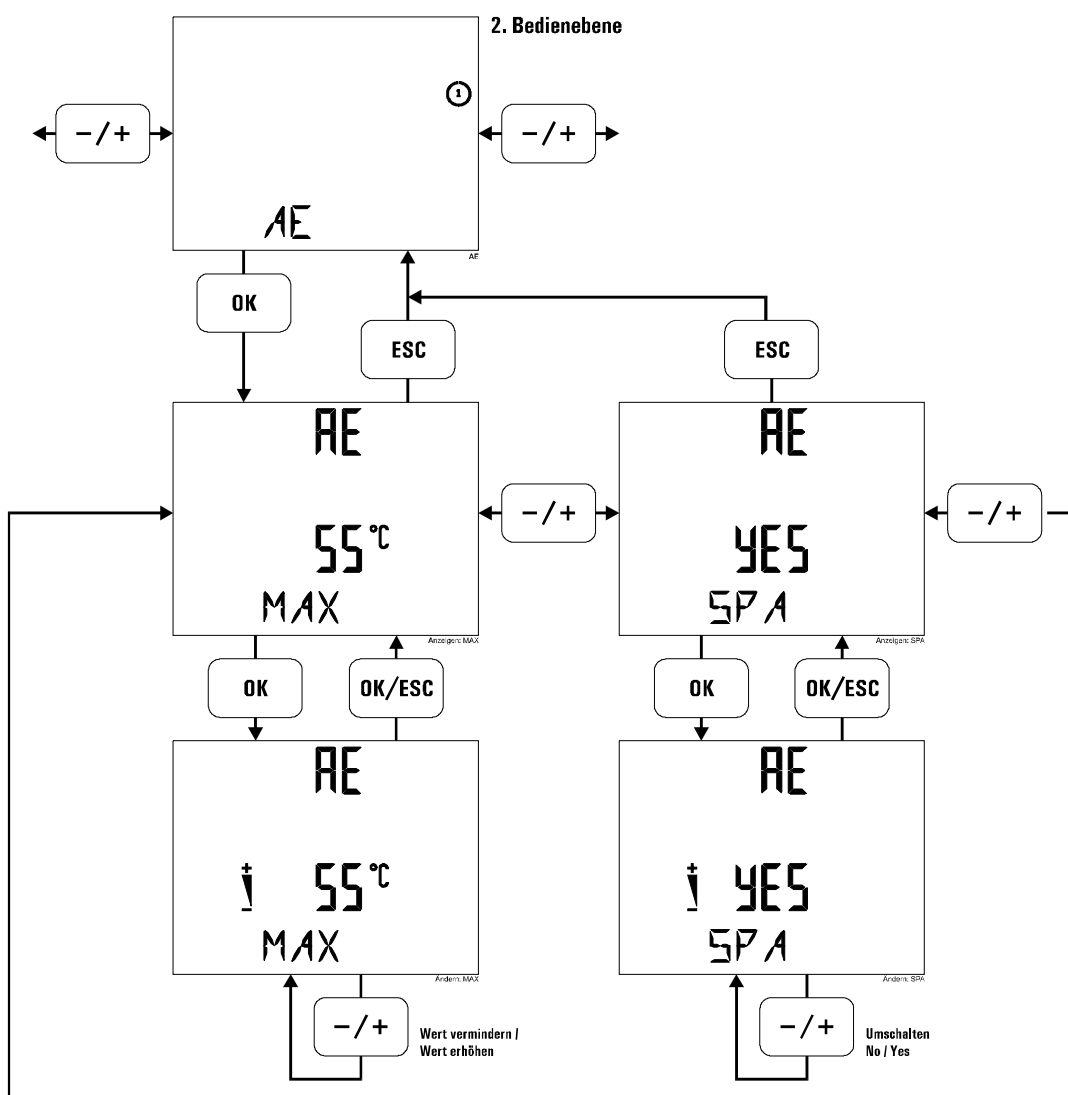 2. Bedienebene
1
−/+
−/+
AE
AE
OK
ESC
ESC
AE
AE
−/+
−/+
55 °C
YES
MAX
SPA
Anzeigen: MAX
Anzeigen: SPA
OK
OK/ESC
OK
OK/ESC
AE
AE
+
55 °C
−
+
YES
−
MAX
SPA
Ändern: MAX
Ändern: SPA
−/+
Wert vermindern /
Wert erhöhen
−/+
Umschalten
No / Yes